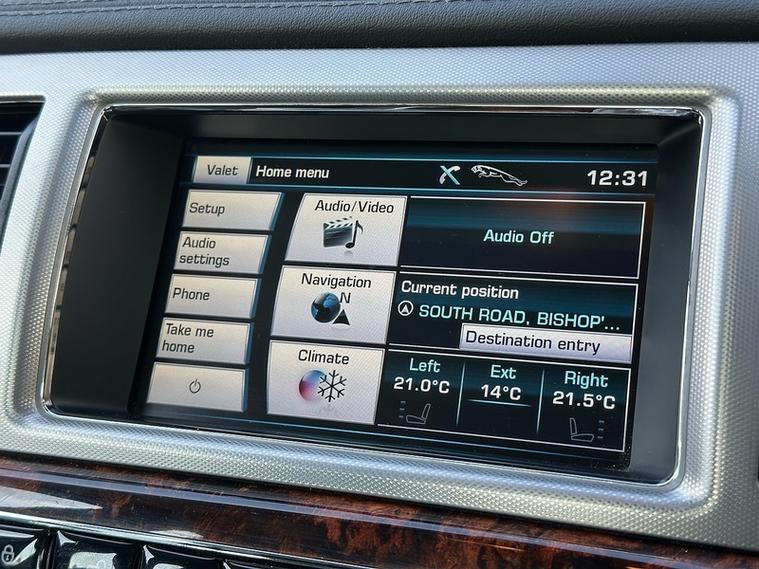 Valet
Home menu
12:31
Setup
Audio
settings
Phone
Take me
home
Audio/Video
Audio Off
Navigation
N
Current position
SOUTH ROAD, BISHOP'...
Destination entry
Climate
Left
21.0°C
Ext
14°C
Right
21.5°C